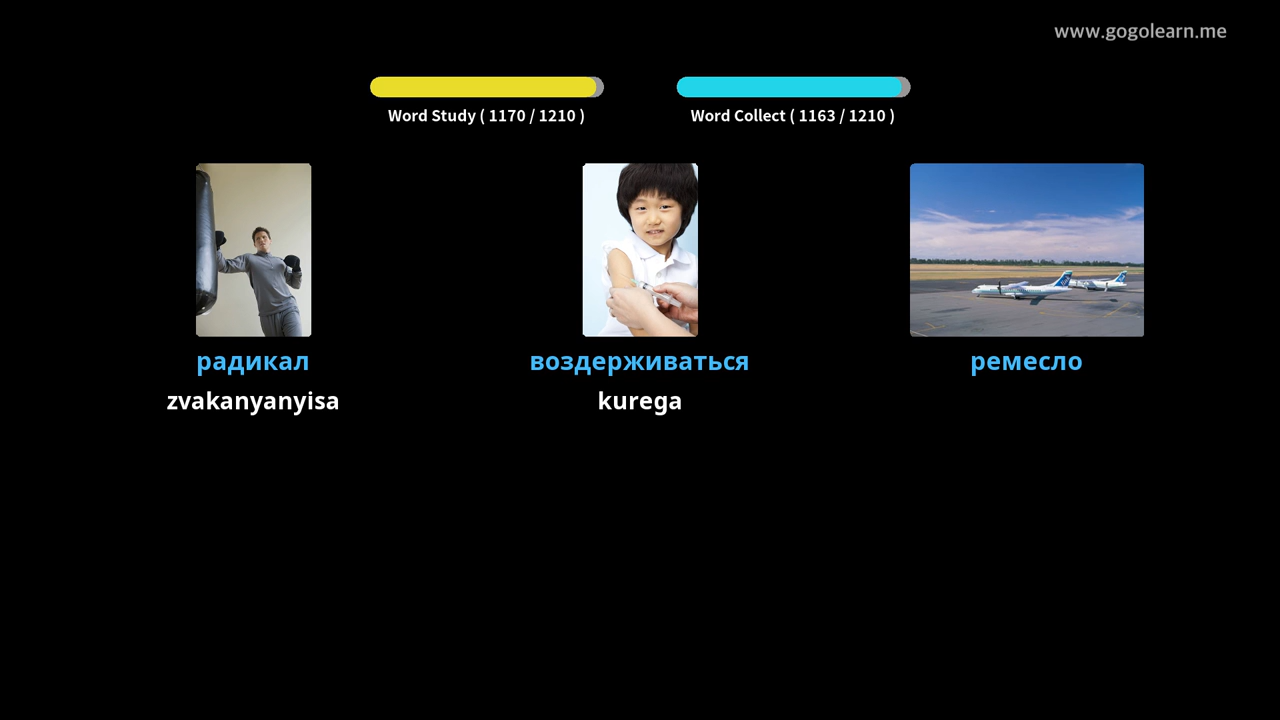 www.gogolearn.me
Word Study ( 1170 / 1210 )
Word Collect ( 1163 / 1210 )
радикал
воздерживаться
ремесло
zvakanyanyisa
kurega